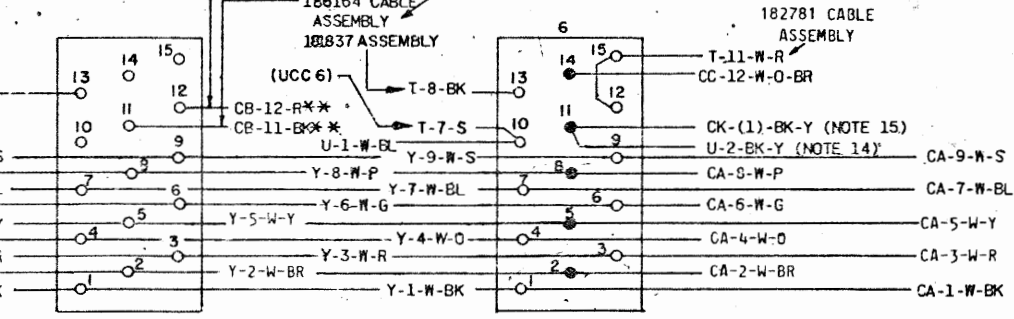 186164 CABLE
ASSEMBLY
ASSEMBLY
182781 CABLE
ASSEMBLY
6
15
14
13
12
11
10
9
8
7
6
5
4
3
2
1
(UCC 6)
T-8-BK
CB-12-R**
CB-11-BK**
T-7-S
U-1-W-BL
Y-9-W-S
Y-8-W-P
Y-7-W-BL
Y-6-W-G
Y-5-W-Y
Y-4-W-O
Y-3-W-R
Y-2-W-BR
Y-1-W-BK
15
14
13
12
11
10
9
8
7
6
5
4
3
2
1
T-11-W-R
CC-12-W-O-BR
CK-(1)-BK-Y (NOTE 15)
U-2-BK-Y (NOTE 14)
CA-9-W-S
CA-8-W-P
CA-7-W-BL
CA-6-W-G
CA-5-W-Y
CA-4-W-O
CA-3-W-R
CA-2-W-BR
CA-1-W-BK